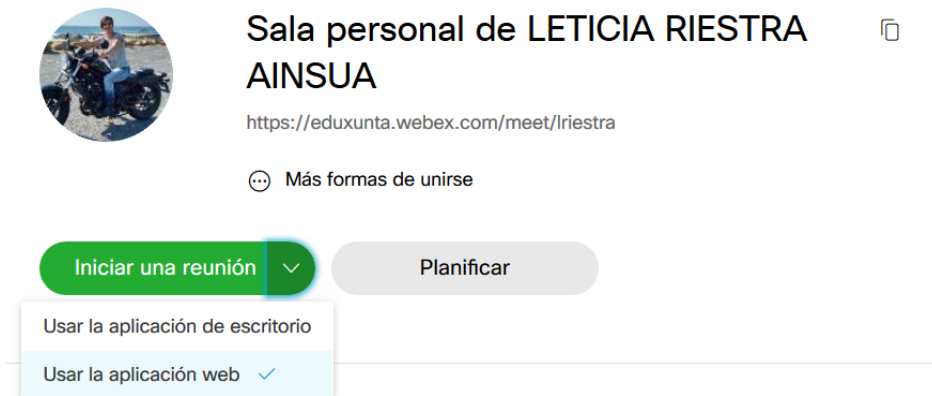 Sala personal de LETICIA RIESTRA
AINSUA
https://eduxunta.webex.com/meet/lriestra
Más formas de unirse
Iniciar una reunión
Planificar
Usar la aplicación de escritorio
Usar la aplicación web